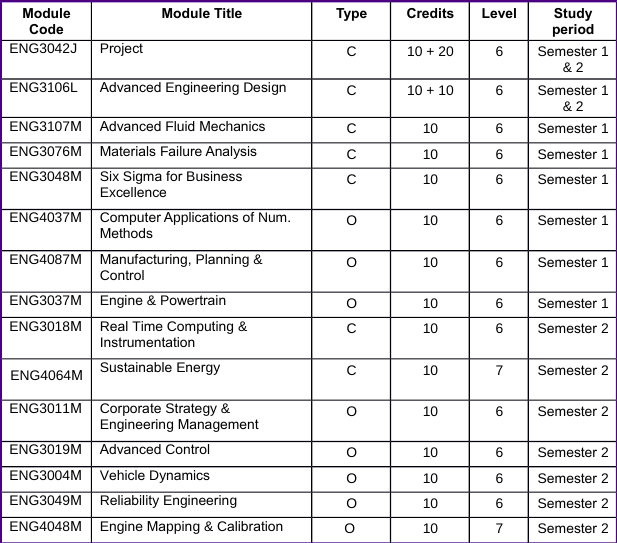 Module Code Module Title Type Credits Level Study period
ENG3042J Project C 10 + 20 6 Semester 1 & 2
ENG3106L Advanced Engineering Design C 10 + 10 6 Semester 1 & 2
ENG3107M Advanced Fluid Mechanics C 10 6 Semester 1
ENG3076M Materials Failure Analysis C 10 6 Semester 1
ENG3048M Six Sigma for Business Excellence C 10 6 Semester 1
ENG4037M Computer Applications of Num. Methods O 10 6 Semester 1
ENG4087M Manufacturing, Planning & Control O 10 6 Semester 1
ENG3037M Engine & Powertrain O 10 6 Semester 1
ENG3018M Real Time Computing & Instrumentation C 10 6 Semester 2
ENG4064M Sustainable Energy C 10 7 Semester 2
ENG3011M Corporate Strategy & Engineering Management O 10 6 Semester 2
ENG3019M Advanced Control O 10 6 Semester 2
ENG3004M Vehicle Dynamics O 10 6 Semester 2
ENG3049M Reliability Engineering O 10 6 Semester 2
ENG4048M Engine Mapping & Calibration O 10 7 Semester 2